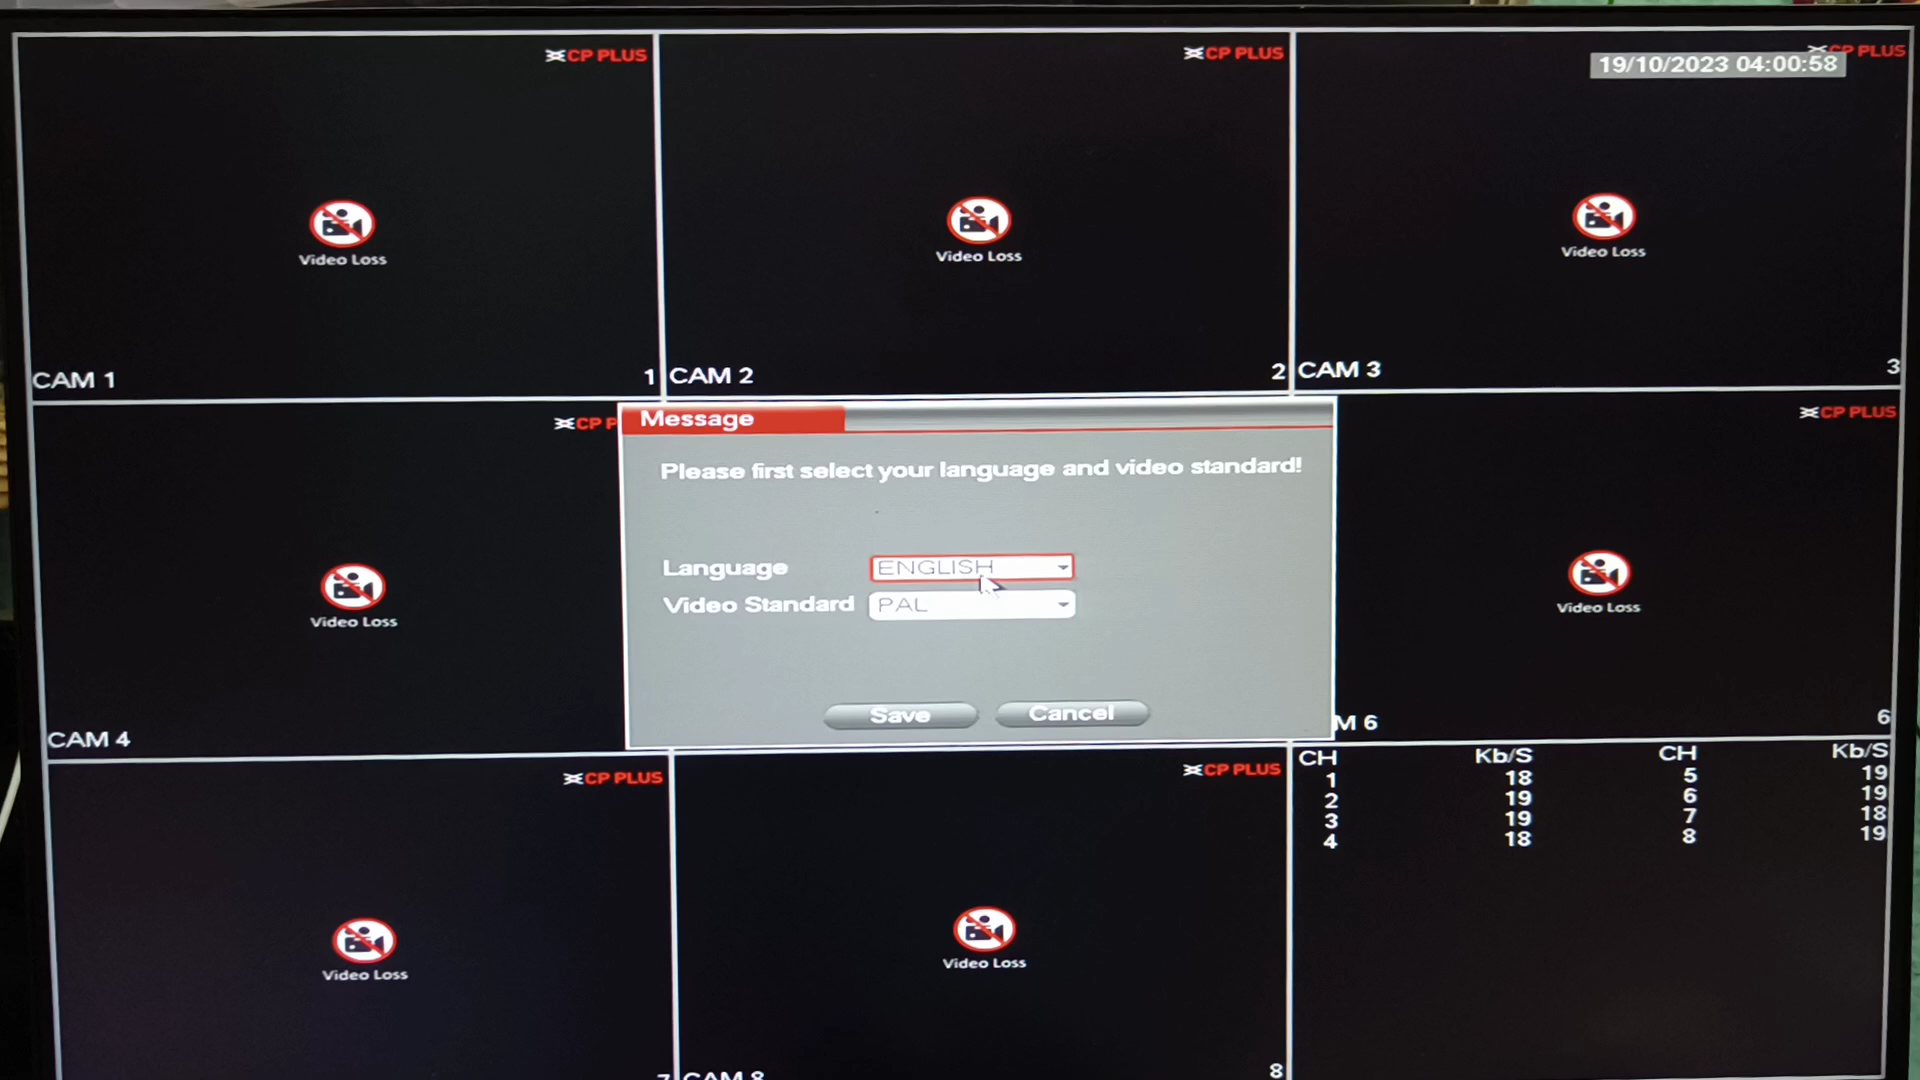 CP PLUS
CP PLUS
CP PLUS
19/10/2023 04:00:58
Video Loss
Video Loss
Video Loss
CAM 1
1
CAM 2
2
CAM 3
3
CP P
Message
CP PLUS
Please first select your language and video standard!
Language
ENGLISH
Video Standard
PAL
Video Loss
Video Loss
Save
Cancel
CAM 4
M 6
6
CP PLUS
CP PLUS
CH Kb/S CH Kb/S
1 18 5 19
2 19 6 19
3 19 7 18
4 18 8 19
Video Loss
Video Loss
7
CAM 8
8